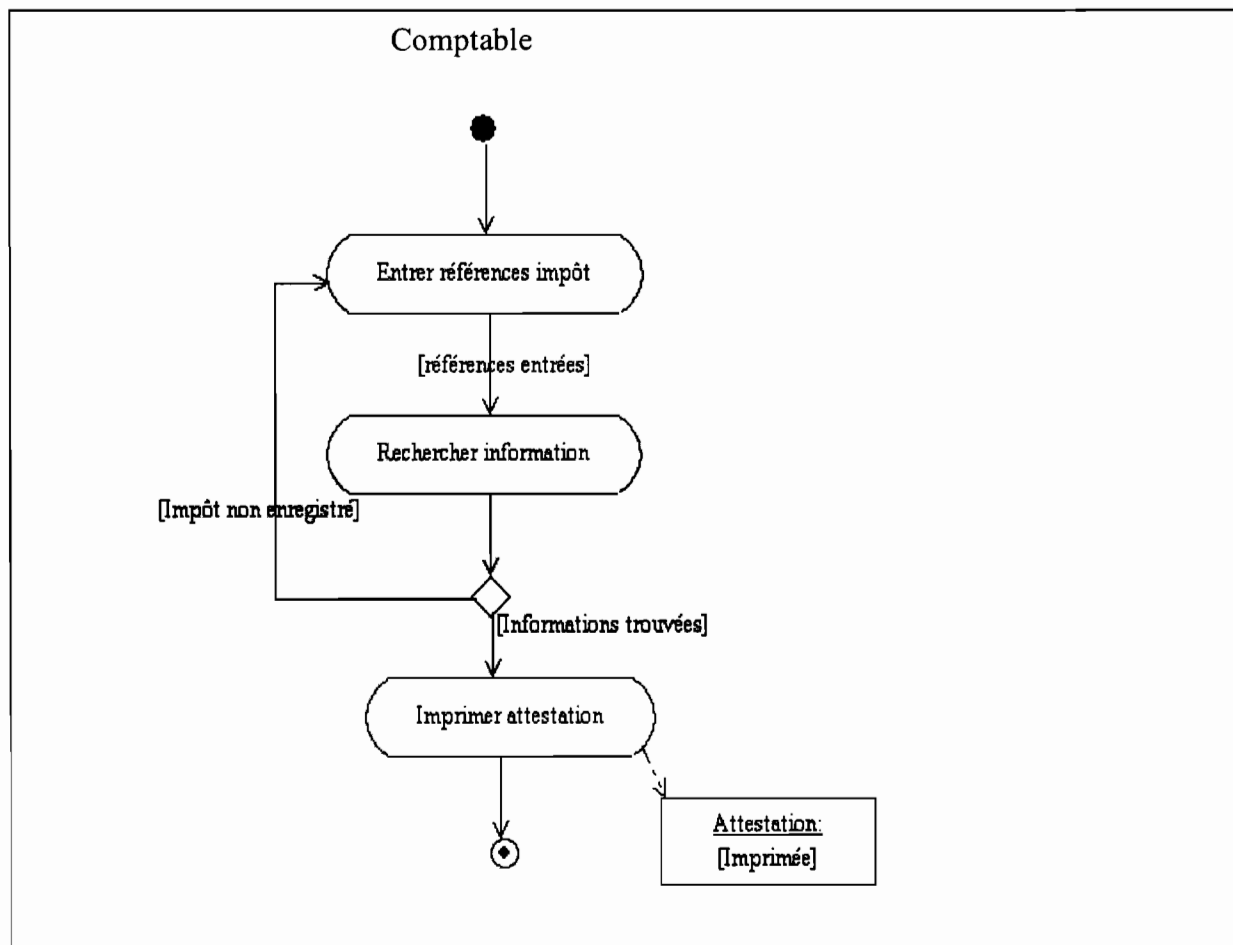 Comptable
Entrer références impôt
[références entrées]
Rechercher information
[Impôt non enregistré]
[Informations trouvées]
Imprimer attestation
Attestation:
[Imprimée]